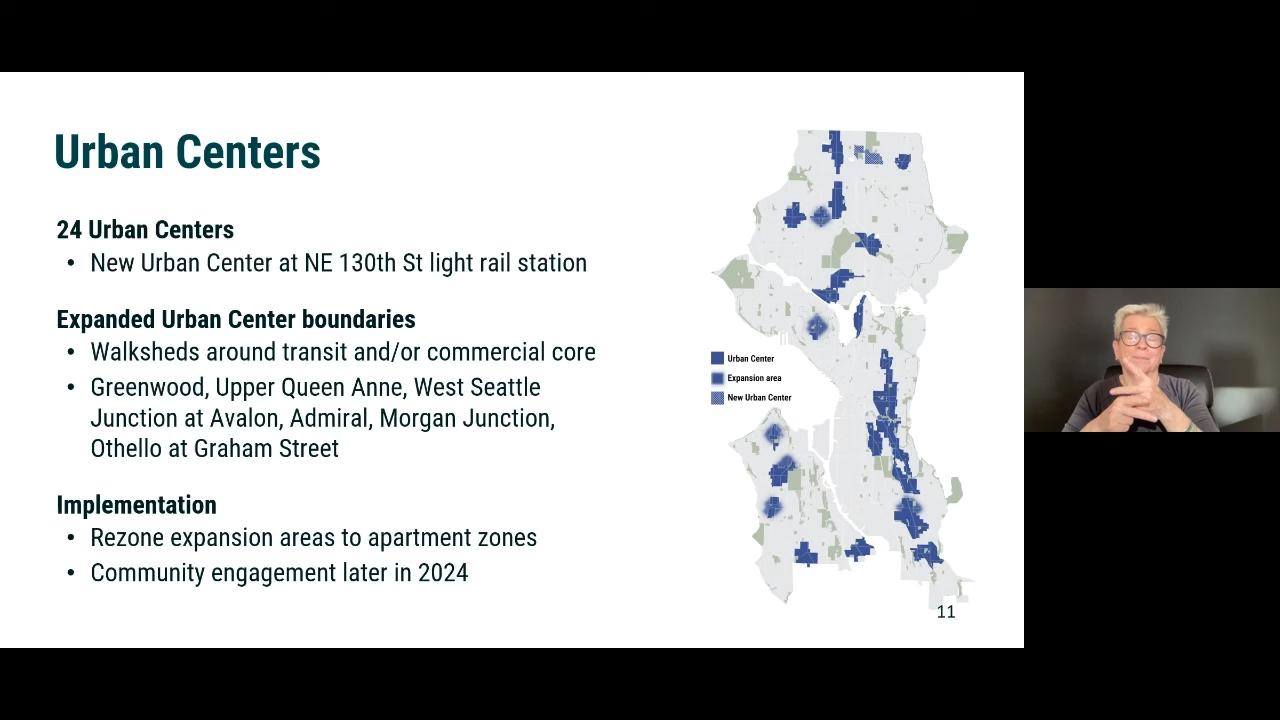 Urban Centers
24 Urban Centers
• New Urban Center at NE 130th St light rail station
Expanded Urban Center boundaries
• Walksheds around transit and/or commercial core
• Greenwood, Upper Queen Anne, West Seattle
Junction at Avalon, Admiral, Morgan Junction,
Othello at Graham Street
Implementation
• Rezone expansion areas to apartment zones
• Community engagement later in 2024
Urban Center
Expansion area
New Urban Center
11